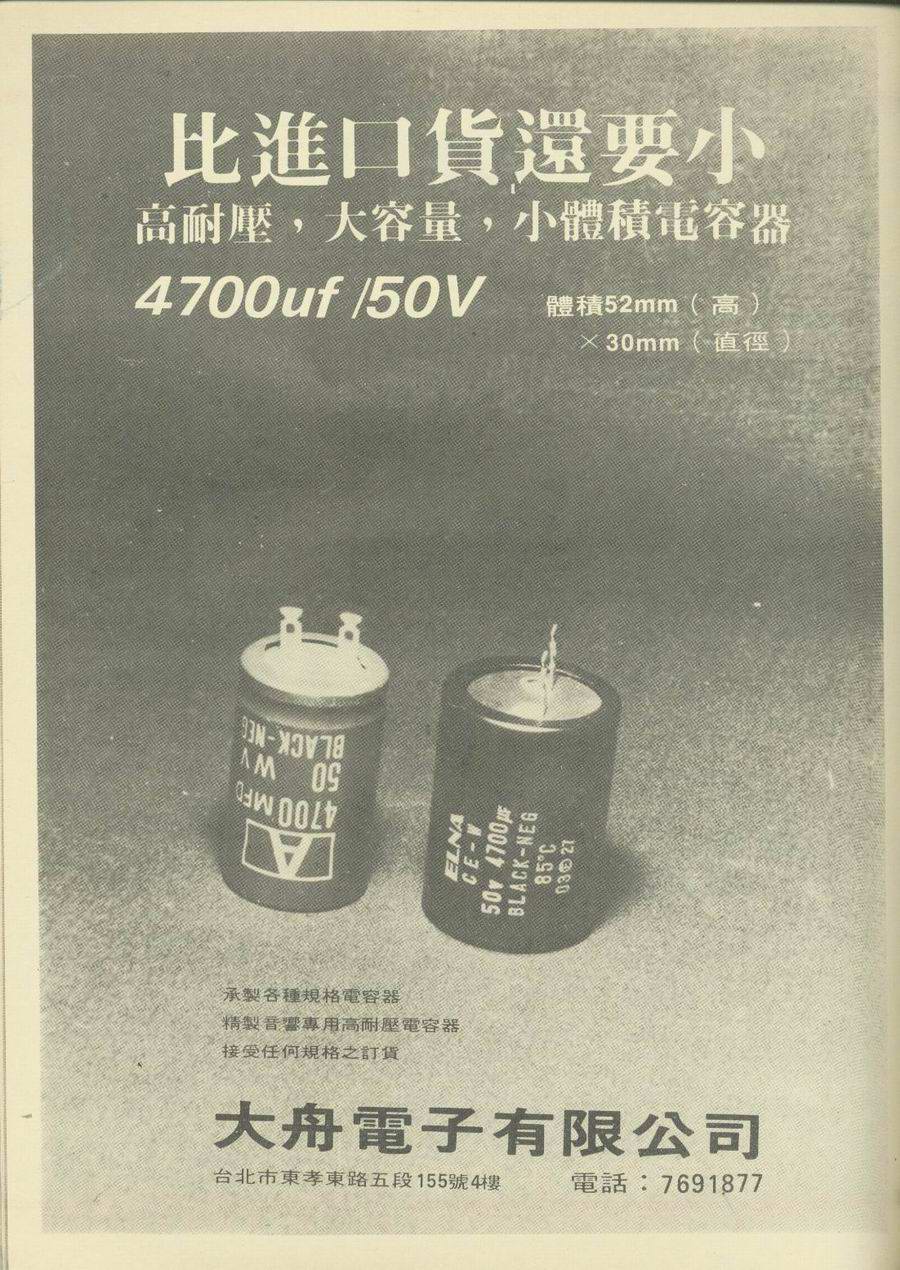 比進口貨還要小
高耐壓，大容量，小體積電容器
4700uf /50V
體積52mm（高）
×30mm（直徑）
BLACK-NEG
50 WV
4700 MFD
A
ELNA
CE-W
50v 4700μF
BLACK-NEG
85℃
承製各種規格電容器
精製音響專用高耐壓電容器
接受任何規格之訂貨
大舟電子有限公司
台北市東孝東路五段155號4樓
電話：7691877